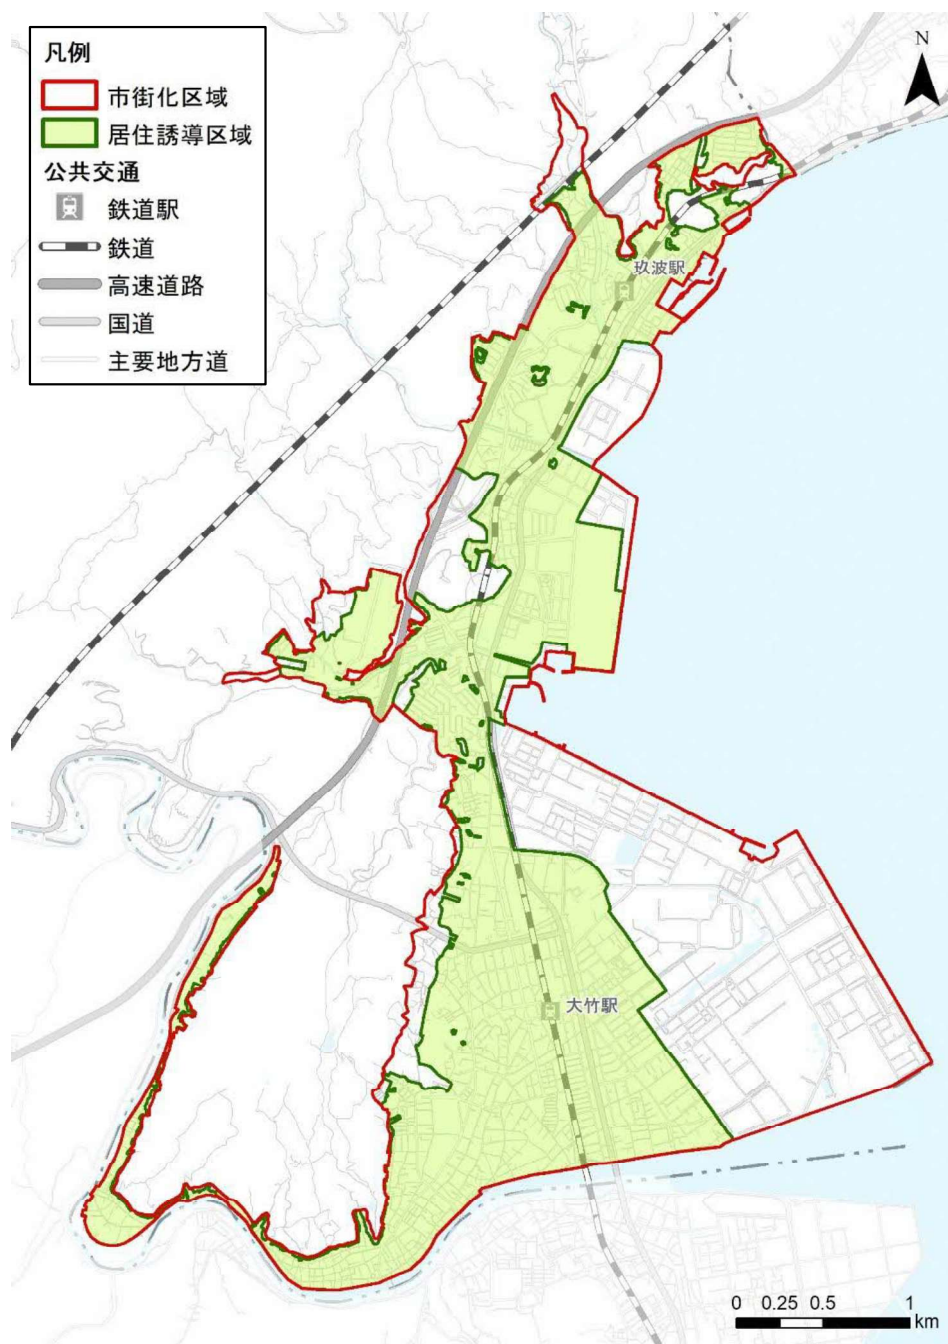 凡例
市街化区域
居住誘導区域
公共交通
鉄道駅
鉄道
高速道路
国道
主要地方道
N
玖波駅
大竹駅
0 0.25 0.5 1
km